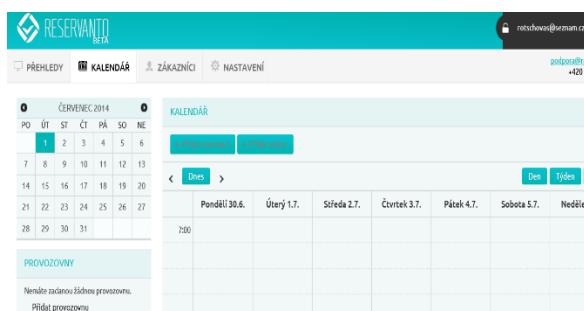 RESERVANTO
BETA
rotschovas@seznam.cz
PŘEHLEDY KALENDÁŘ ZÁKAZNÍCI NASTAVENÍ
+420
ČERVENEC 2014
PO ÚT ST ČT PÁ SO NE
1 2 3 4 5 6
7 8 9 10 11 12 13
14 15 16 17 18 19 20
21 22 23 24 25 26 27
28 29 30 31
PROVOZOVNY
Nemáte zadanou žádnou provozovnu.
Přidat provozovnu
KALENDÁŘ
Dnes Den Týden
Pondělí 30.6. Úterý 1.7. Středa 2.7. Čtvrtek 3.7. Pátek 4.7. Sobota 5.7. Neděle
7:00